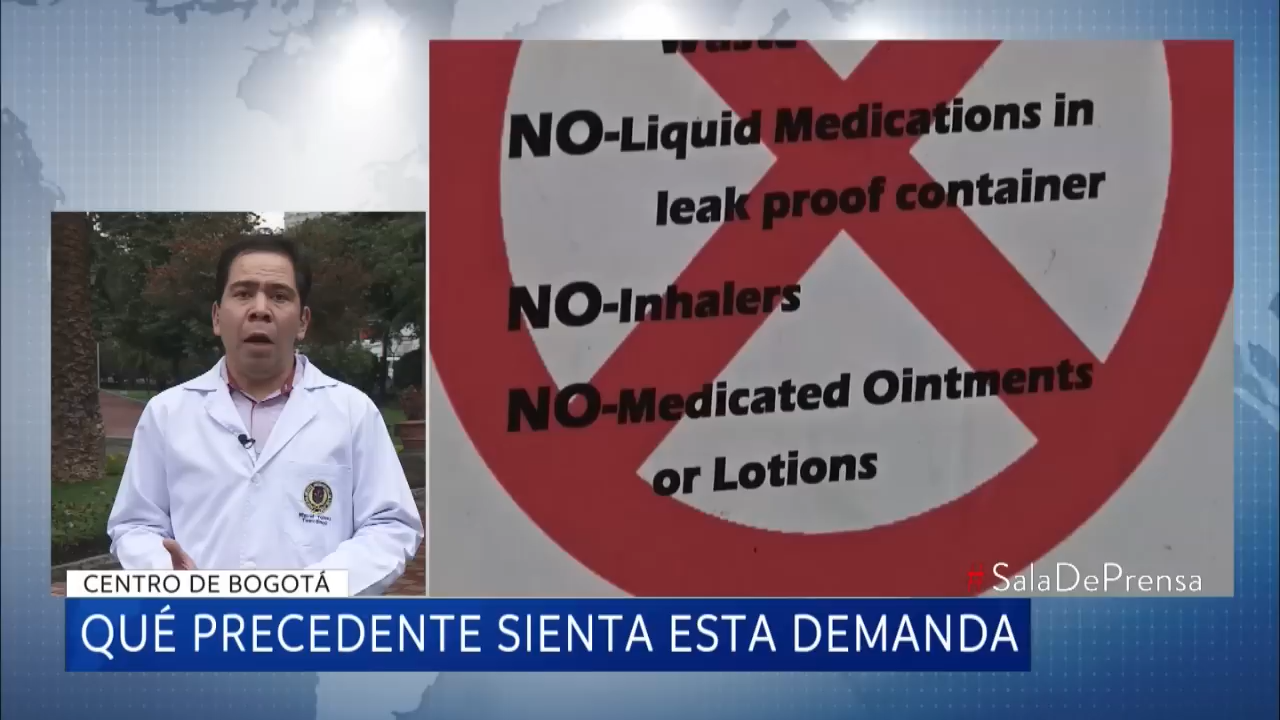 NO-Liquid Medications in
leak proof container
NO-Inhalers
NO-Medicated Ointments
or Lotions
#SalaDePrensa
CENTRO DE BOGOTÁ
QUÉ PRECEDENTE SIENTA ESTA DEMANDA